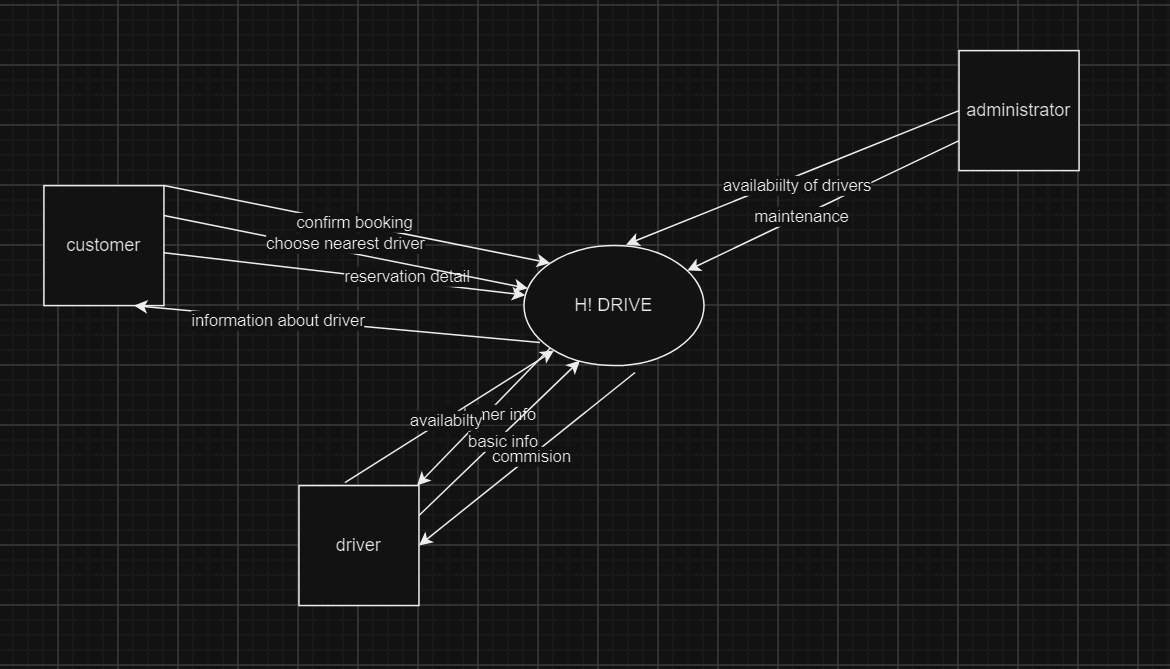 administrator
availabiilty of drivers
maintenance
confirm booking
customer
choose nearest driver
reservation detail
H! DRIVE
information about driver
availabilty
info
basic info
commision
driver